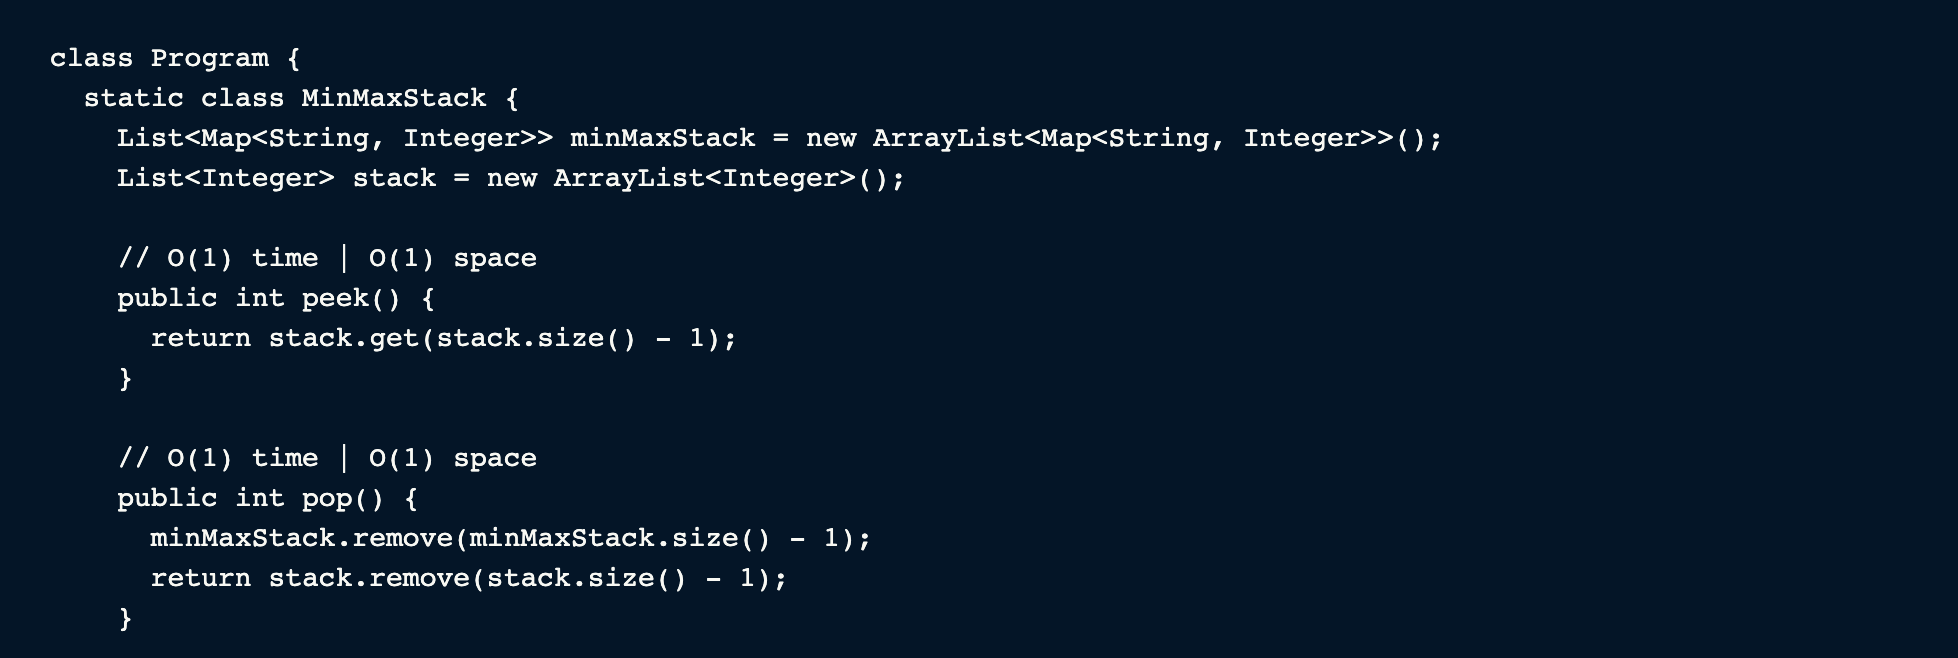 class Program {
  static class MinMaxStack {
    List<Map<String, Integer>> minMaxStack = new ArrayList<Map<String, Integer>>();
    List<Integer> stack = new ArrayList<Integer>();

    // O(1) time | O(1) space
    public int peek() {
      return stack.get(stack.size() - 1);
    }

    // O(1) time | O(1) space
    public int pop() {
      minMaxStack.remove(minMaxStack.size() - 1);
      return stack.remove(stack.size() - 1);
    }